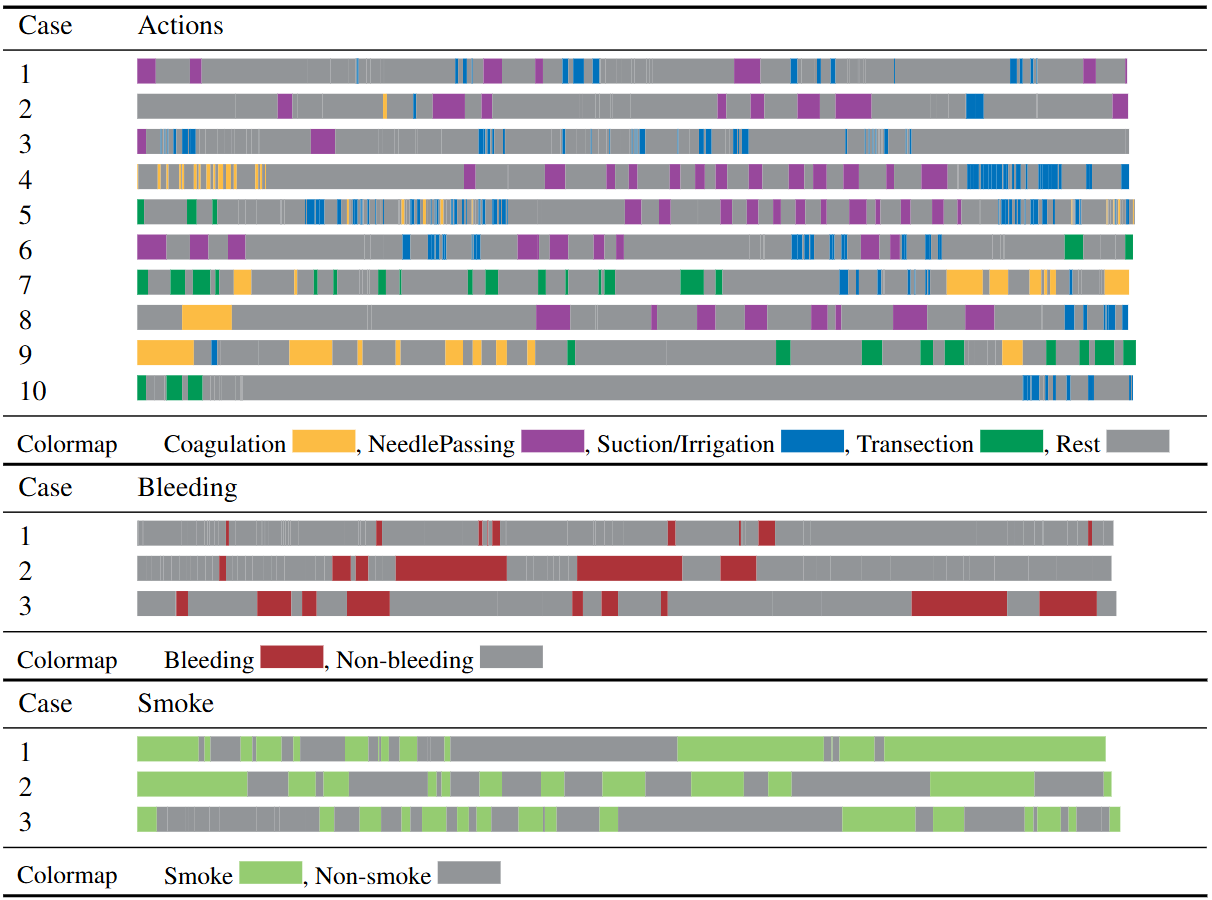 Case Actions
1
2
3
4
5
6
7
8
9
10
Colormap Coagulation , NeedlePassing , Suction/Irrigation , Transection , Rest
Case Bleeding
1
2
3
Colormap Bleeding , Non-bleeding
Case Smoke
1
2
3
Colormap Smoke , Non-smoke